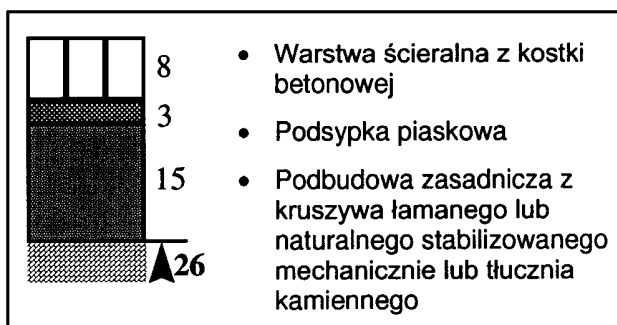 8
3
15
26
• Warstwa ścieralna z kostki
betonowej
• Podsypka piaskowa
• Podbudowa zasadnicza z
kruszywa łamanego lub
naturalnego stabilizowanego
mechanicznie lub tłucznia
kamiennego